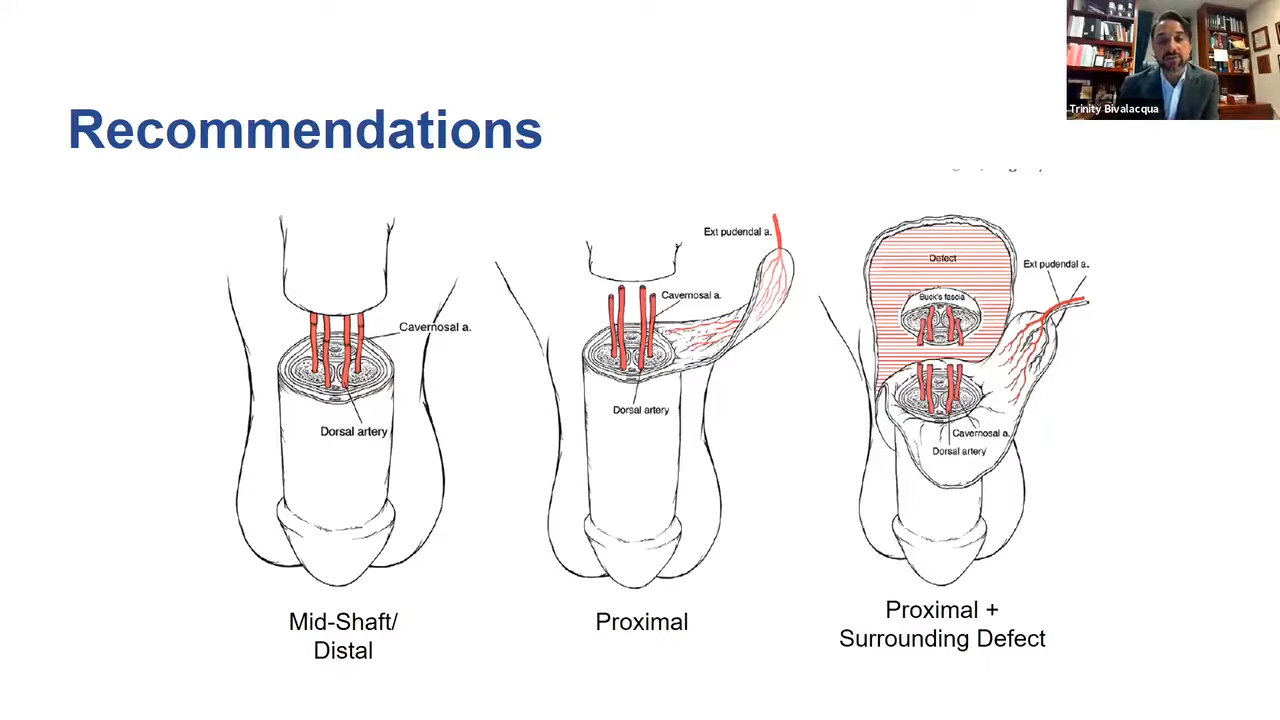 Trinity Bivalacqua
Recommendations
Cavernosal a.
Dorsal artery
Mid-Shaft/
Distal
Ext pudendal a.
Cavernosal a.
Dorsal artery
Proximal
Defect
Buck's fascia
Ext pudendal a.
Cavernosal a.
Dorsal artery
Proximal +
Surrounding Defect